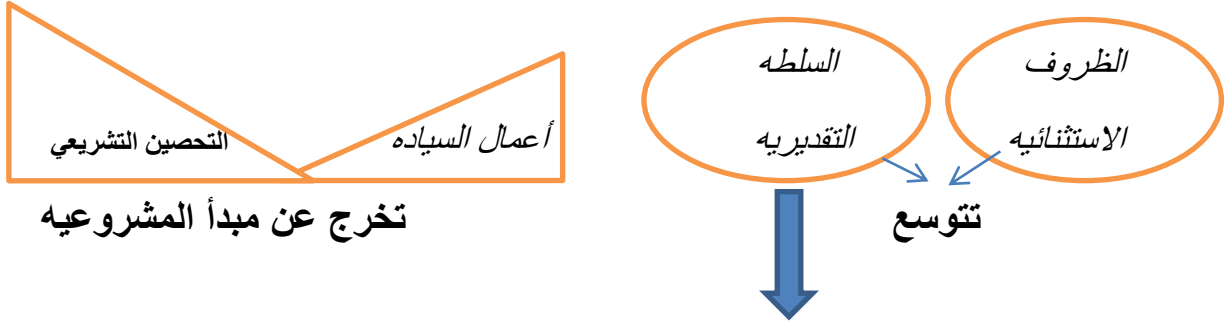 الظروف
الاستثنائيه
السلطه
التقديريه
تتوسع
أعمال السياده
التحصين التشريعي
تخرج عن مبدأ المشروعيه